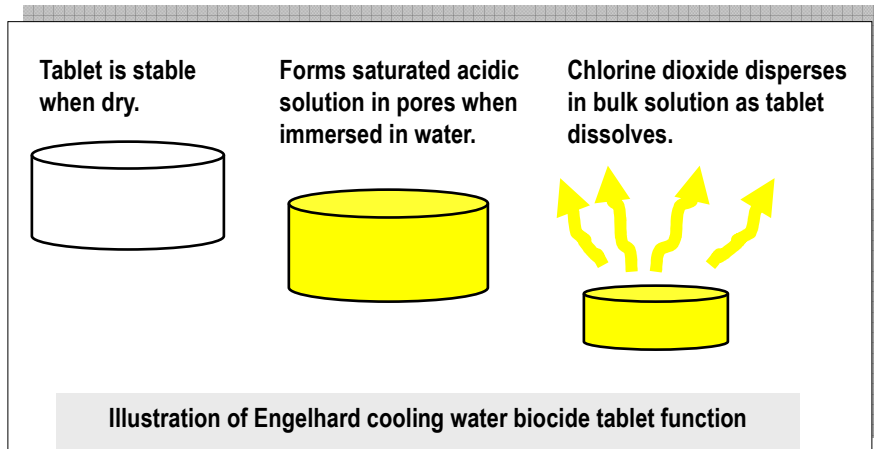 Tablet is stable
when dry.
Forms saturated acidic
solution in pores when
immersed in water.
Chlorine dioxide disperses
in bulk solution as tablet
dissolves.
Illustration of Engelhard cooling water biocide tablet function